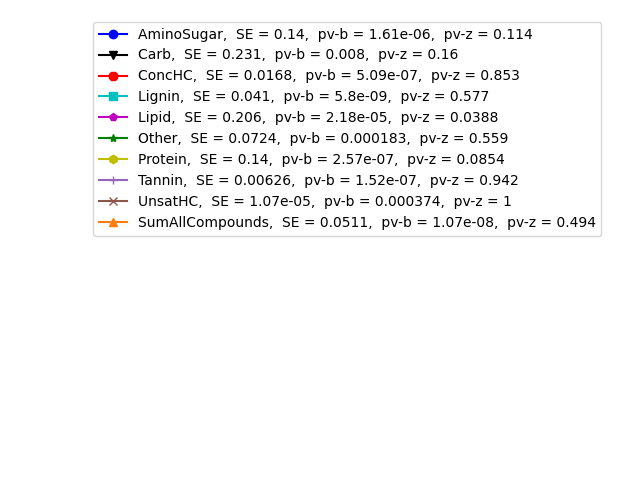 AminoSugar,  SE = 0.14,  pv-b = 1.61e-06,  pv-z = 0.114
Carb,  SE = 0.231,  pv-b = 0.008,  pv-z = 0.16
ConcHC,  SE = 0.0168,  pv-b = 5.09e-07,  pv-z = 0.853
Lignin,  SE = 0.041,  pv-b = 5.8e-09,  pv-z = 0.577
Lipid,  SE = 0.206,  pv-b = 2.18e-05,  pv-z = 0.0388
Other,  SE = 0.0724,  pv-b = 0.000183,  pv-z = 0.559
Protein,  SE = 0.14,  pv-b = 2.57e-07,  pv-z = 0.0854
Tannin,  SE = 0.00626,  pv-b = 1.52e-07,  pv-z = 0.942
UnsatHC,  SE = 1.07e-05,  pv-b = 0.000374,  pv-z = 1
SumAllCompounds,  SE = 0.0511,  pv-b = 1.07e-08,  pv-z = 0.494